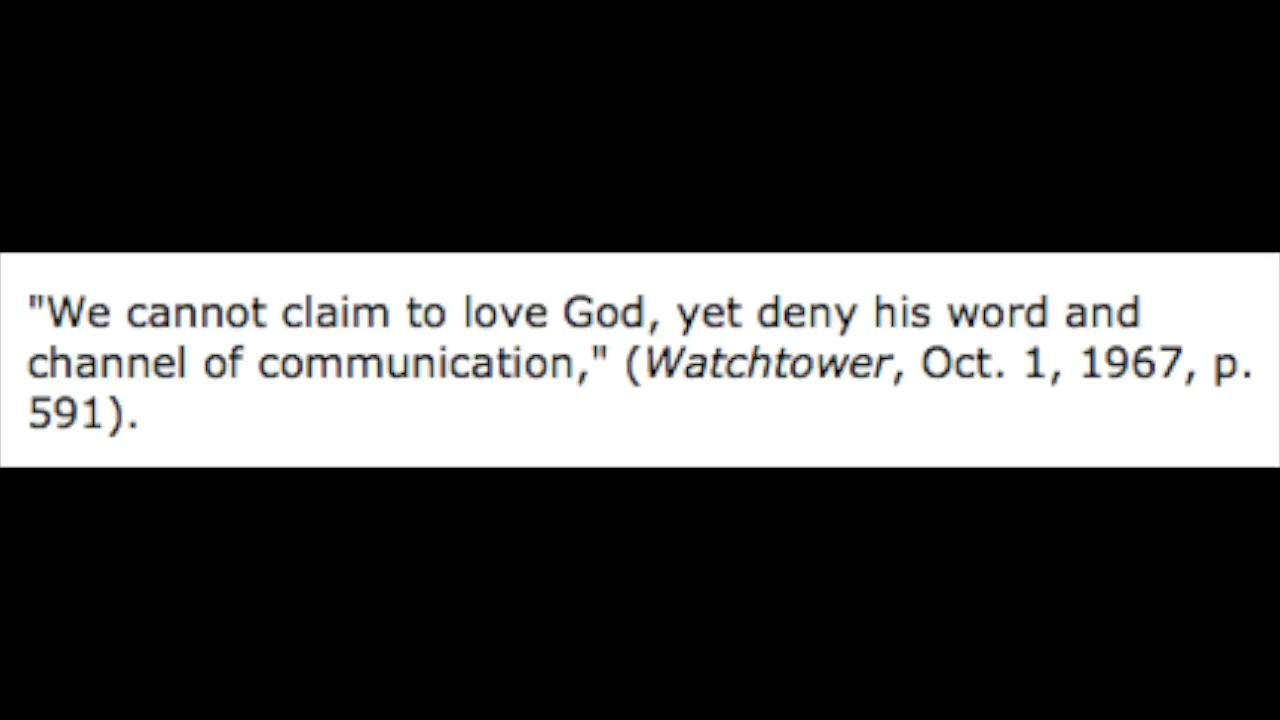 "We cannot claim to love God, yet deny his word and
channel of communication," (Watchtower, Oct. 1, 1967, p.
591).